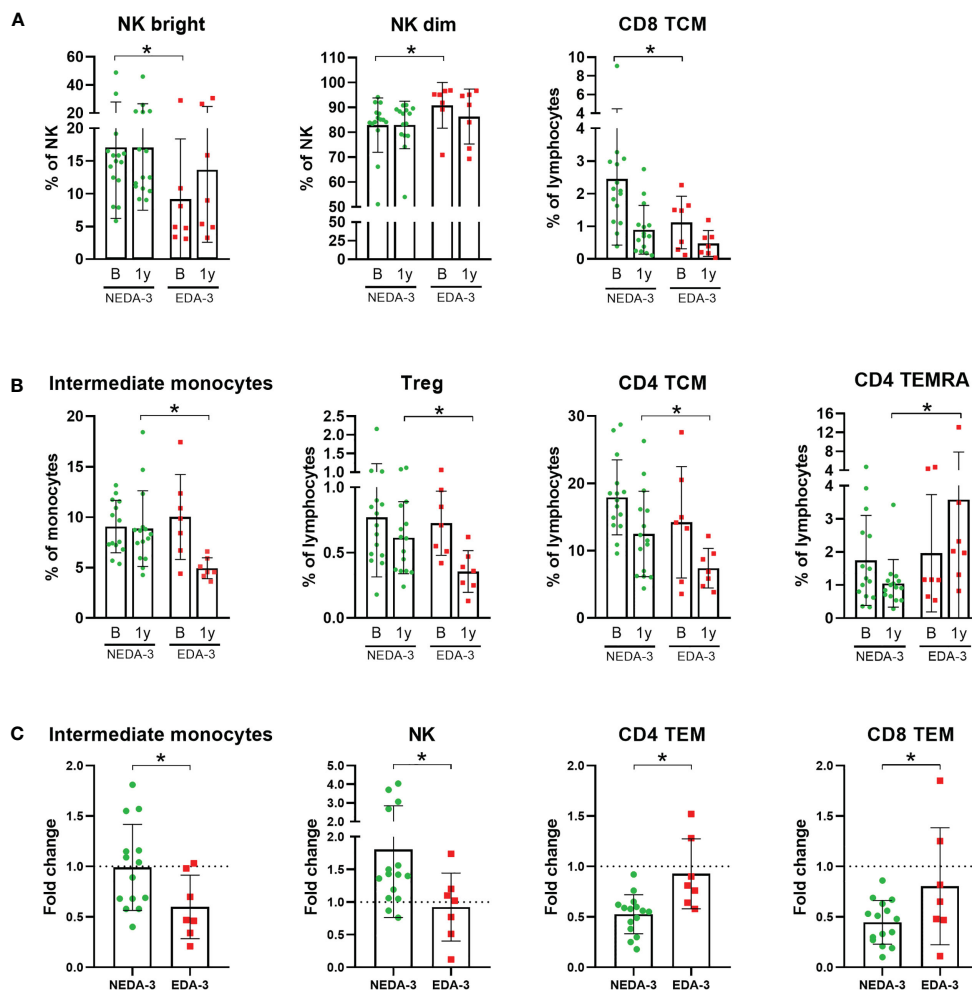 A
NK bright
NK dim
CD8 TCM
*
*
*
% of NK
60
40
20
20
15
10
5
0
B 1y B 1y
NEDA-3 EDA-3
% of NK
110
100
90
80
70
60
50
50
25
0
B 1y B 1y
NEDA-3 EDA-3
% of lymphocytes
10
8
6
4
4
3
2
1
0
B 1y B 1y
NEDA-3 EDA-3
B
Intermediate monocytes
Treg
CD4 TCM
CD4 TEMRA
*
*
*
*
% of monocytes
20
15
10
5
0
B 1y B 1y
NEDA-3 EDA-3
% of lymphocytes
2.5
2.0
1.5
1.0
1.0
0.5
0.0
B 1y B 1y
NEDA-3 EDA-3
% of lymphocytes
30
20
10
0
B 1y B 1y
NEDA-3 EDA-3
% of lymphocytes
16
12
8
4
4
3
2
1
0
B 1y B 1y
NEDA-3 EDA-3
C
Intermediate monocytes
NK
CD4 TEM
CD8 TEM
*
*
*
*
Fold change
2.0
1.5
1.0
0.5
0.0
NEDA-3 EDA-3
Fold change
5.0
4.0
3.0
2.0
2.0
1.5
1.0
0.5
0.0
NEDA-3 EDA-3
Fold change
2.0
1.5
1.0
0.5
0.0
NEDA-3 EDA-3
Fold change
2.0
1.5
1.0
0.5
0.0
NEDA-3 EDA-3